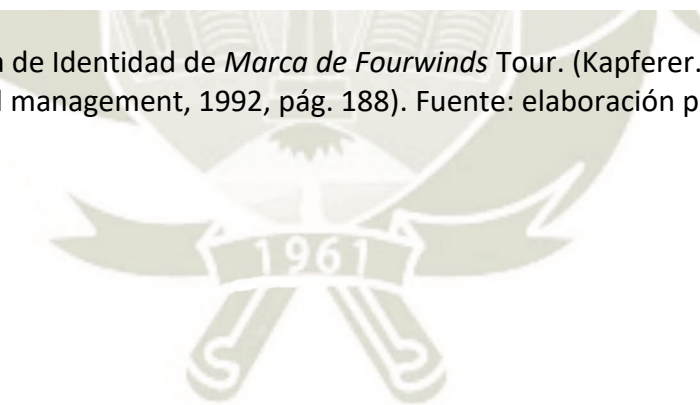 de Identidad de Marca de Fourwinds Tour. (Kapferer.
management, 1992, pág. 188). Fuente: elaboración
1961